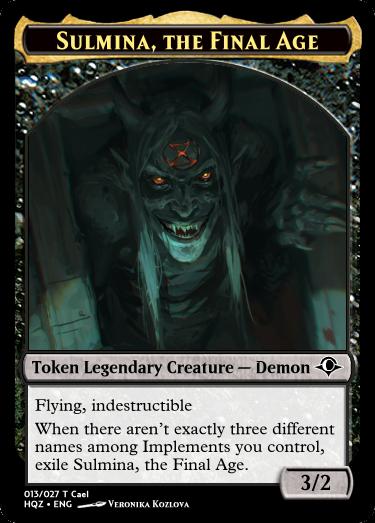 Sulmina, the Final Age
Token Legendary Creature — Demon
Flying, indestructible
When there aren't exactly three different
names among Implements you control,
exile Sulmina, the Final Age.
3/2
013/027 T Cael
HQZ • ENG Veronika Kozlova